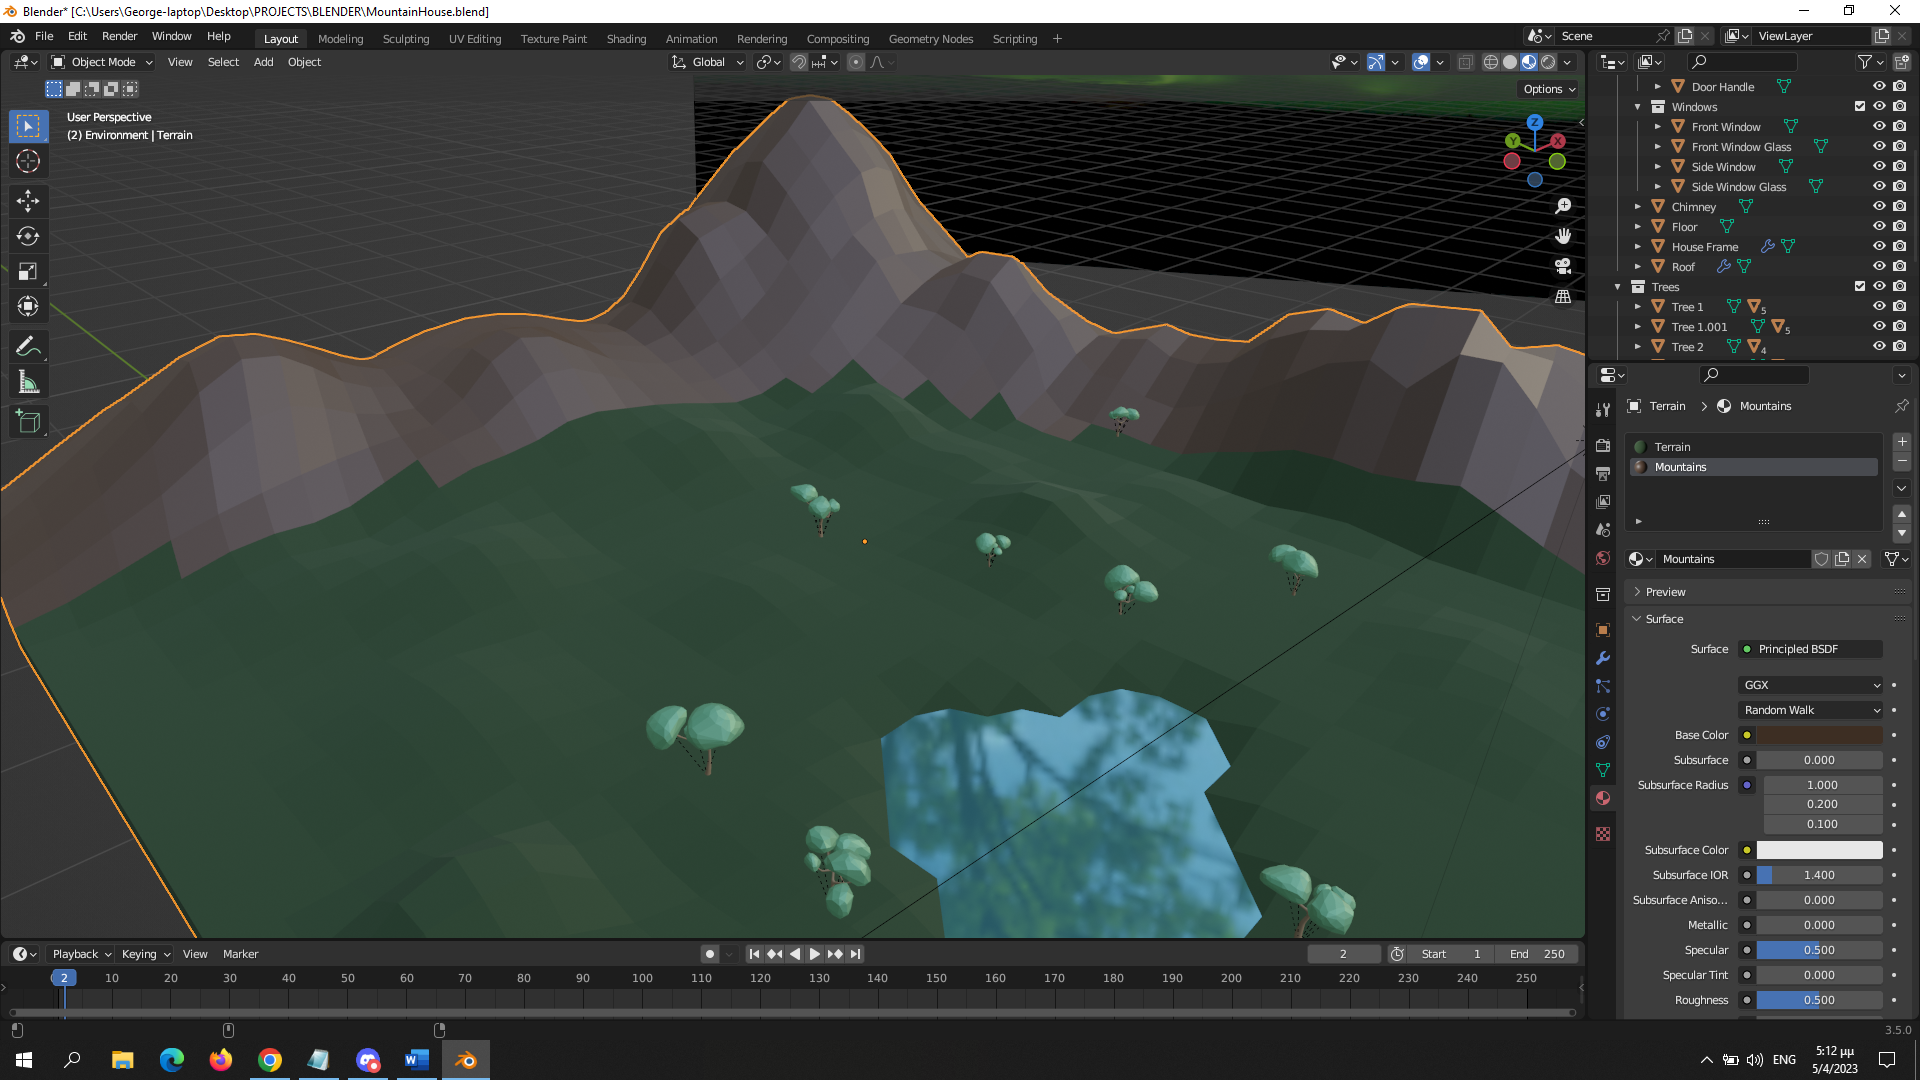 Blender* [C:\Users\George-laptop\Desktop\PROJECTS\BLENDER\MountainHouse.blend]
File Edit Render Window Help Layout Modeling Sculpting UV Editing Texture Paint Shading Animation Rendering Compositing Geometry Nodes Scripting Scene ViewLayer
Object Mode View Select Add Object Global
Options
User Perspective
(2) Environment | Terrain
Z
Y X
Door Handle
Windows
Front Window
Front Window Glass
Side Window
Side Window Glass
Chimney
Floor
House Frame
Roof
Trees
Tree 1 5
Tree 1.001 5
Tree 2 4
Terrain Mountains
Terrain
Mountains
Mountains
Preview
Surface
Surface Principled BSDF
GGX
Random Walk
Base Color
Subsurface 0.000
Subsurface Radius 1.000
0.200
0.100
Subsurface Color
Subsurface IOR 1.400
Subsurface Aniso... 0.000
Metallic 0.000
Specular 0.500
Specular Tint 0.000
Roughness 0.500
Playback Keying View Marker 2 Start 1 End 250
2 10 20 30 40 50 60 70 80 90 100 110 120 130 140 150 160 170 180 190 200 210 220 230 240 250
3.5.0
ENG
5:12 μμ
5/4/2023